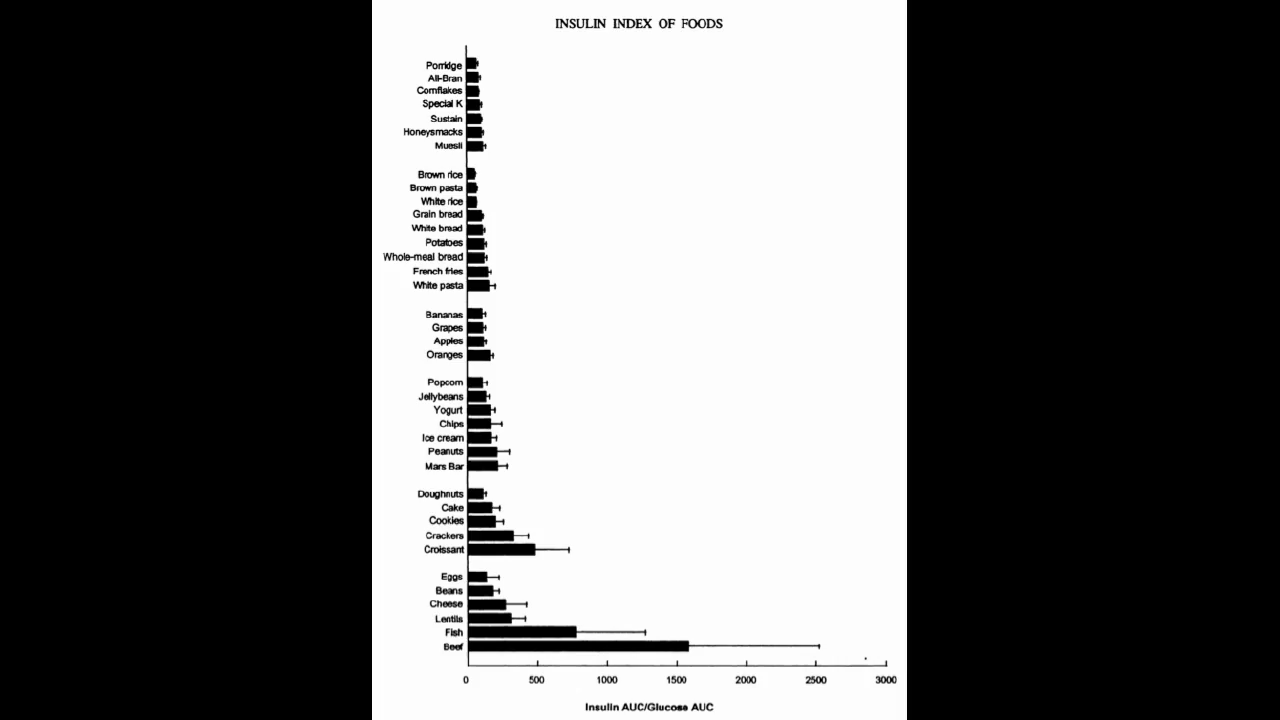 INSULIN INDEX OF FOODS
Porridge
All-Bran
Cornflakes
Special K
Sustain
Honeysmacks
Muesli
Brown rice
Brown pasta
White rice
Grain bread
White bread
Potatoes
Whole-meal bread
French fries
White pasta
Bananas
Grapes
Apples
Oranges
Popcorn
Jellybeans
Yogurt
Chips
Ice cream
Peanuts
Mars Bar
Doughnuts
Cake
Cookies
Crackers
Croissant
Eggs
Beans
Cheese
Lentils
Fish
Beef
0 500 1000 1500 2000 2500 3000
Insulin AUC/Glucose AUC